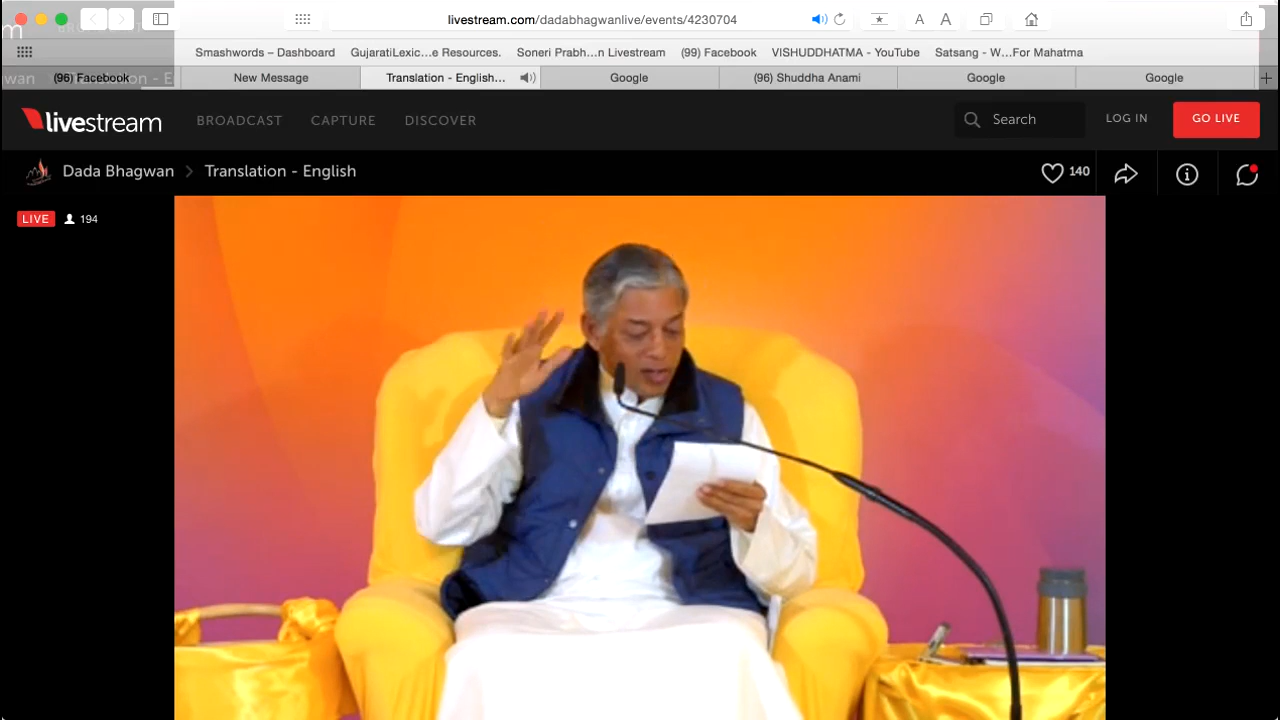 livestream.com/dadabhagwanlive/events/4230704
A A
Smashwords – Dashboard GujaratiLexic...e Resources. Soneri Prabh...n Livestream (99) Facebook VISHUDDHATMA - YouTube Satsang - W...For Mahatma
(96) Facebook New Message Translation - English... Google (96) Shuddha Anami Google Google +
livestream BROADCAST CAPTURE DISCOVER Search LOG IN GO LIVE
Dada Bhagwan > Translation - English 140
LIVE 194